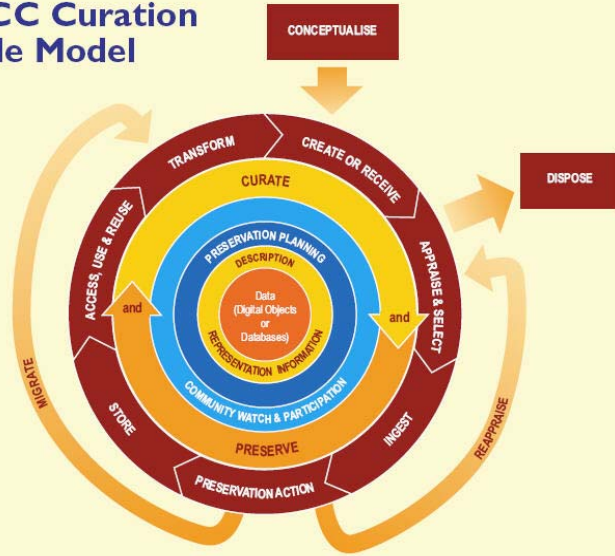 CC Curation
le Model
CONCEPTUALISE
DISPOSE
TRANSFORM
CREATE OR RECEIVE
APPRAISE & SELECT
INGEST
PRESERVATION ACTION
STORE
ACCESS, USE & REUSE
CURATE
and
PRESERVE
and
COMMUNITY WATCH & PARTICIPATION
PRESERVATION PLANNING
DESCRIPTION
REPRESENTATION INFORMATION
Data
(Digital Objects
or
Databases)
MIGRATE
REAPPRAISE